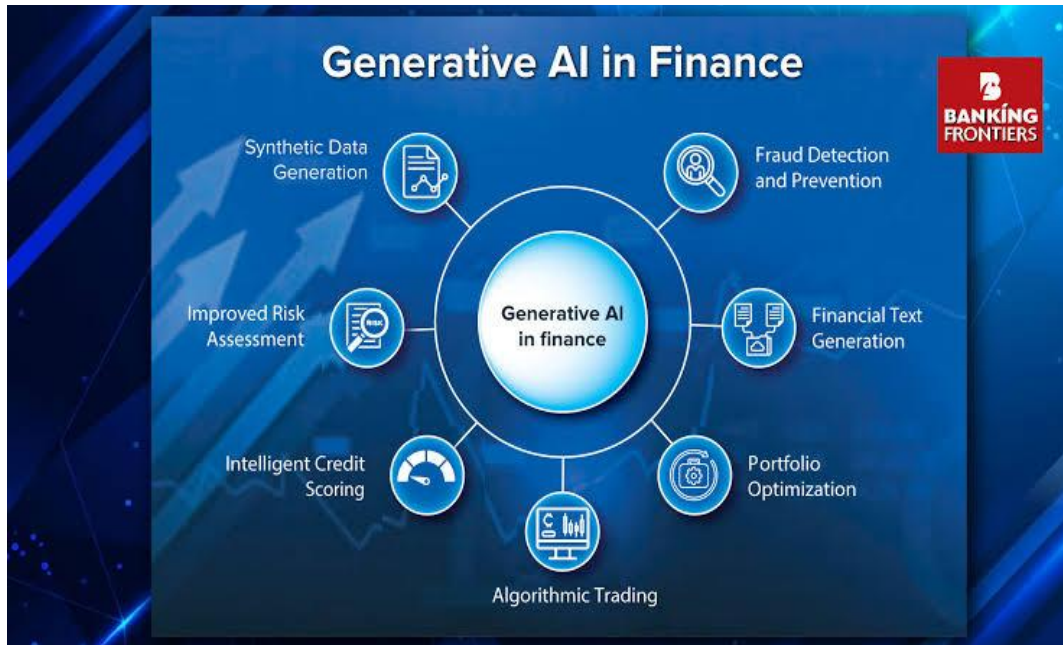 Generative AI in Finance
BANKING
FRONTIERS
Synthetic Data
Generation
Fraud Detection
and Prevention
Improved Risk
Assessment
RISK
Generative AI
in finance
Financial Text
Generation
Intelligent Credit
Scoring
Portfolio
Optimization
Algorithmic Trading